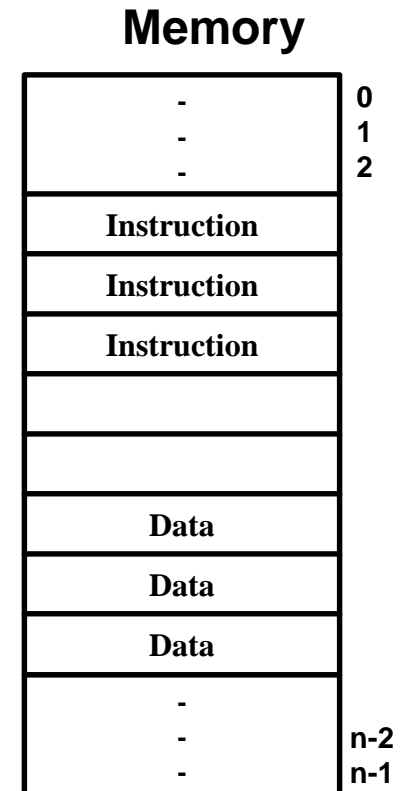 Memory
- 0
- 1
- 2
Instruction
Instruction
Instruction
Data
Data
Data
-
- n-2
- n-1